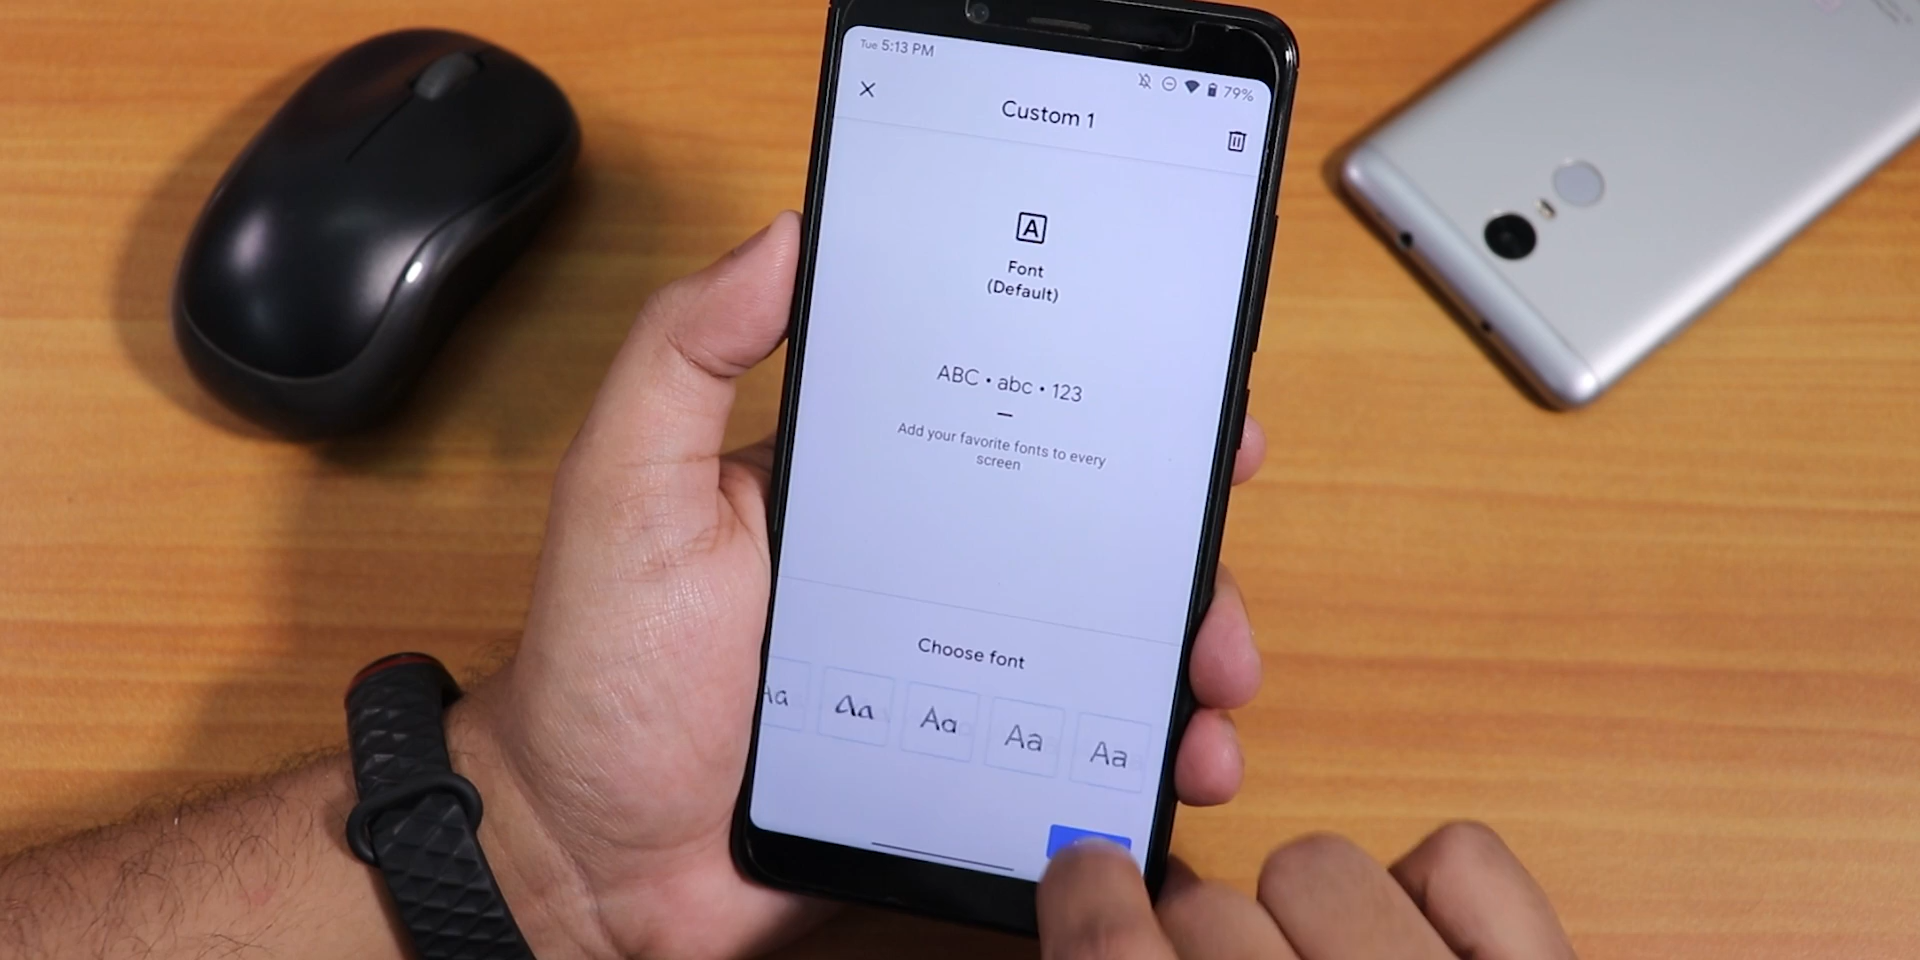 Tue 5:13 PM
79%
Custom 1
A
Font
(Default)
ABC • abc • 123
Add your favorite fonts to every
screen
Choose font
Aa Aa Aa Aa Aa